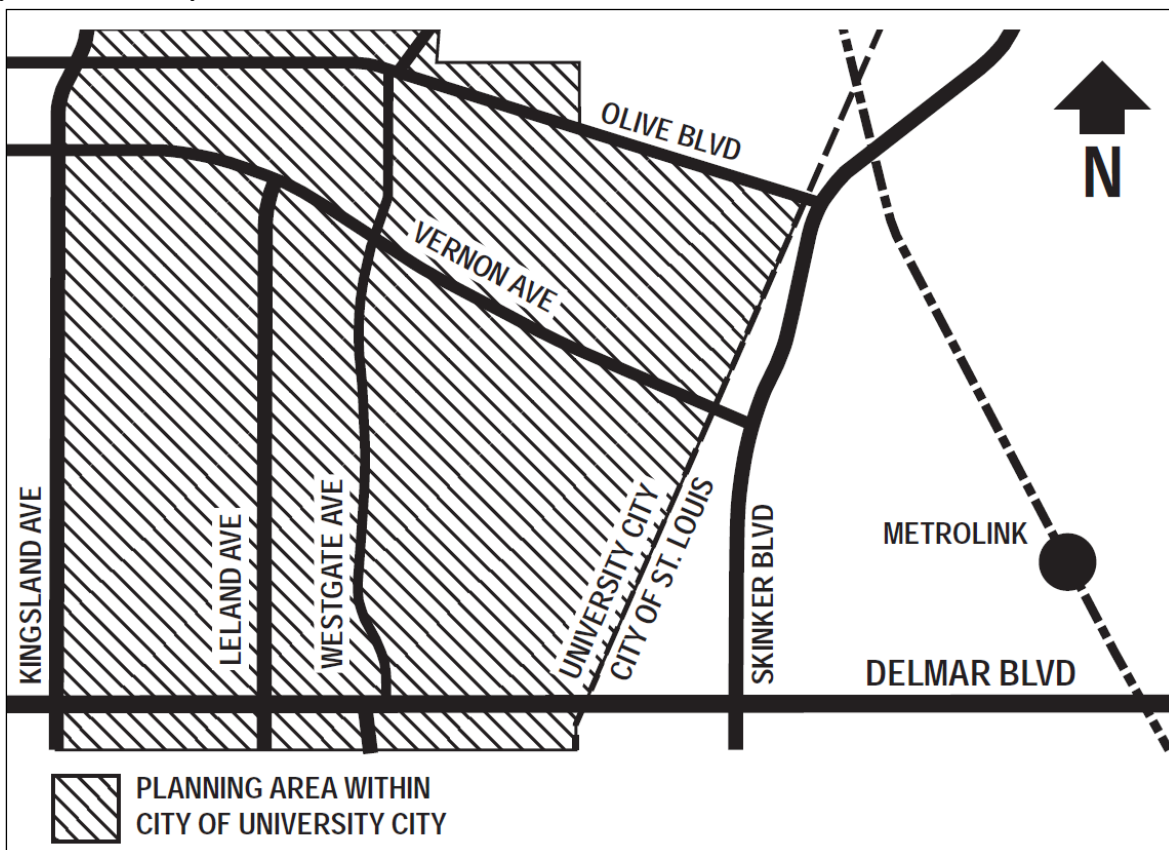 OLIVE BLVD
N
VERNON AVE
KINGSLAND AVE
LELAND AVE
WESTGATE AVE
UNIVERSITY CITY
CITY OF ST. LOUIS
SKINKER BLVD
METROLINK
DELMAR BLVD
PLANNING AREA WITHIN
CITY OF UNIVERSITY CITY